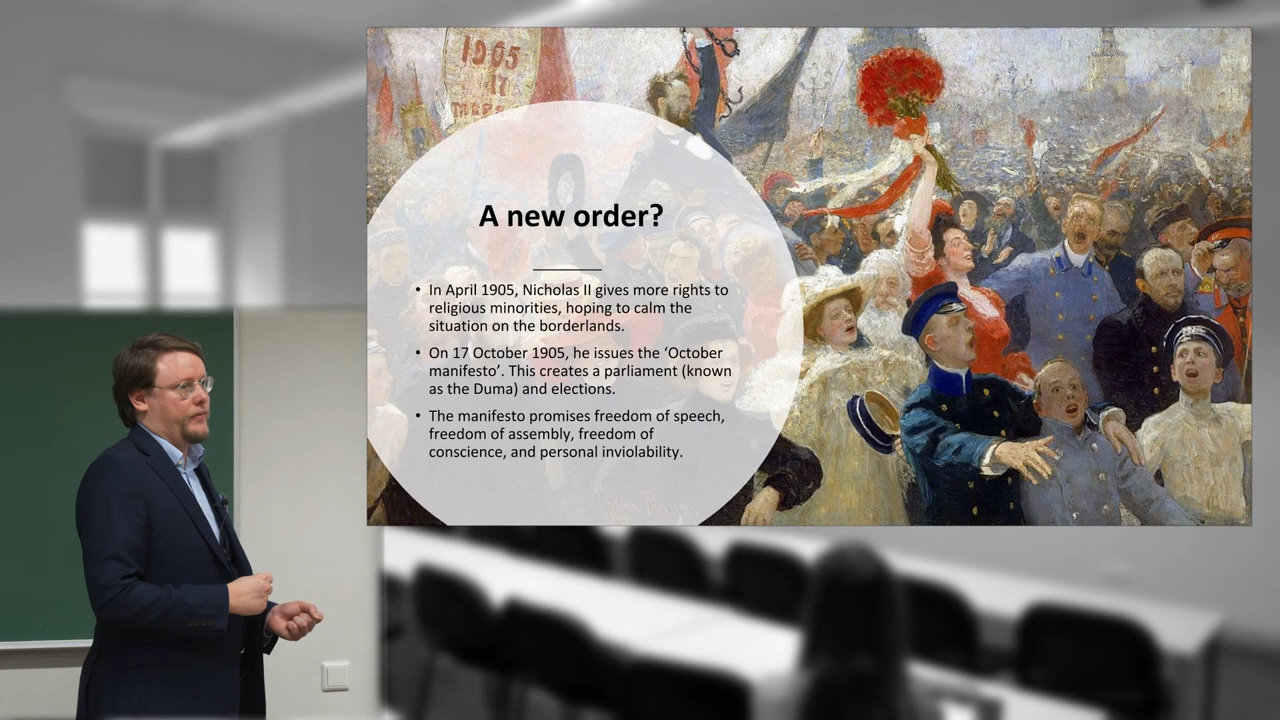 1905
17
A new order?
• In April 1905, Nicholas II gives more rights to
religious minorities, hoping to calm the
situation on the borderlands.
• On 17 October 1905, he issues the ‘October
manifesto’. This creates a parliament (known
as the Duma) and elections.
• The manifesto promises freedom of speech,
freedom of assembly, freedom of
conscience, and personal inviolability.